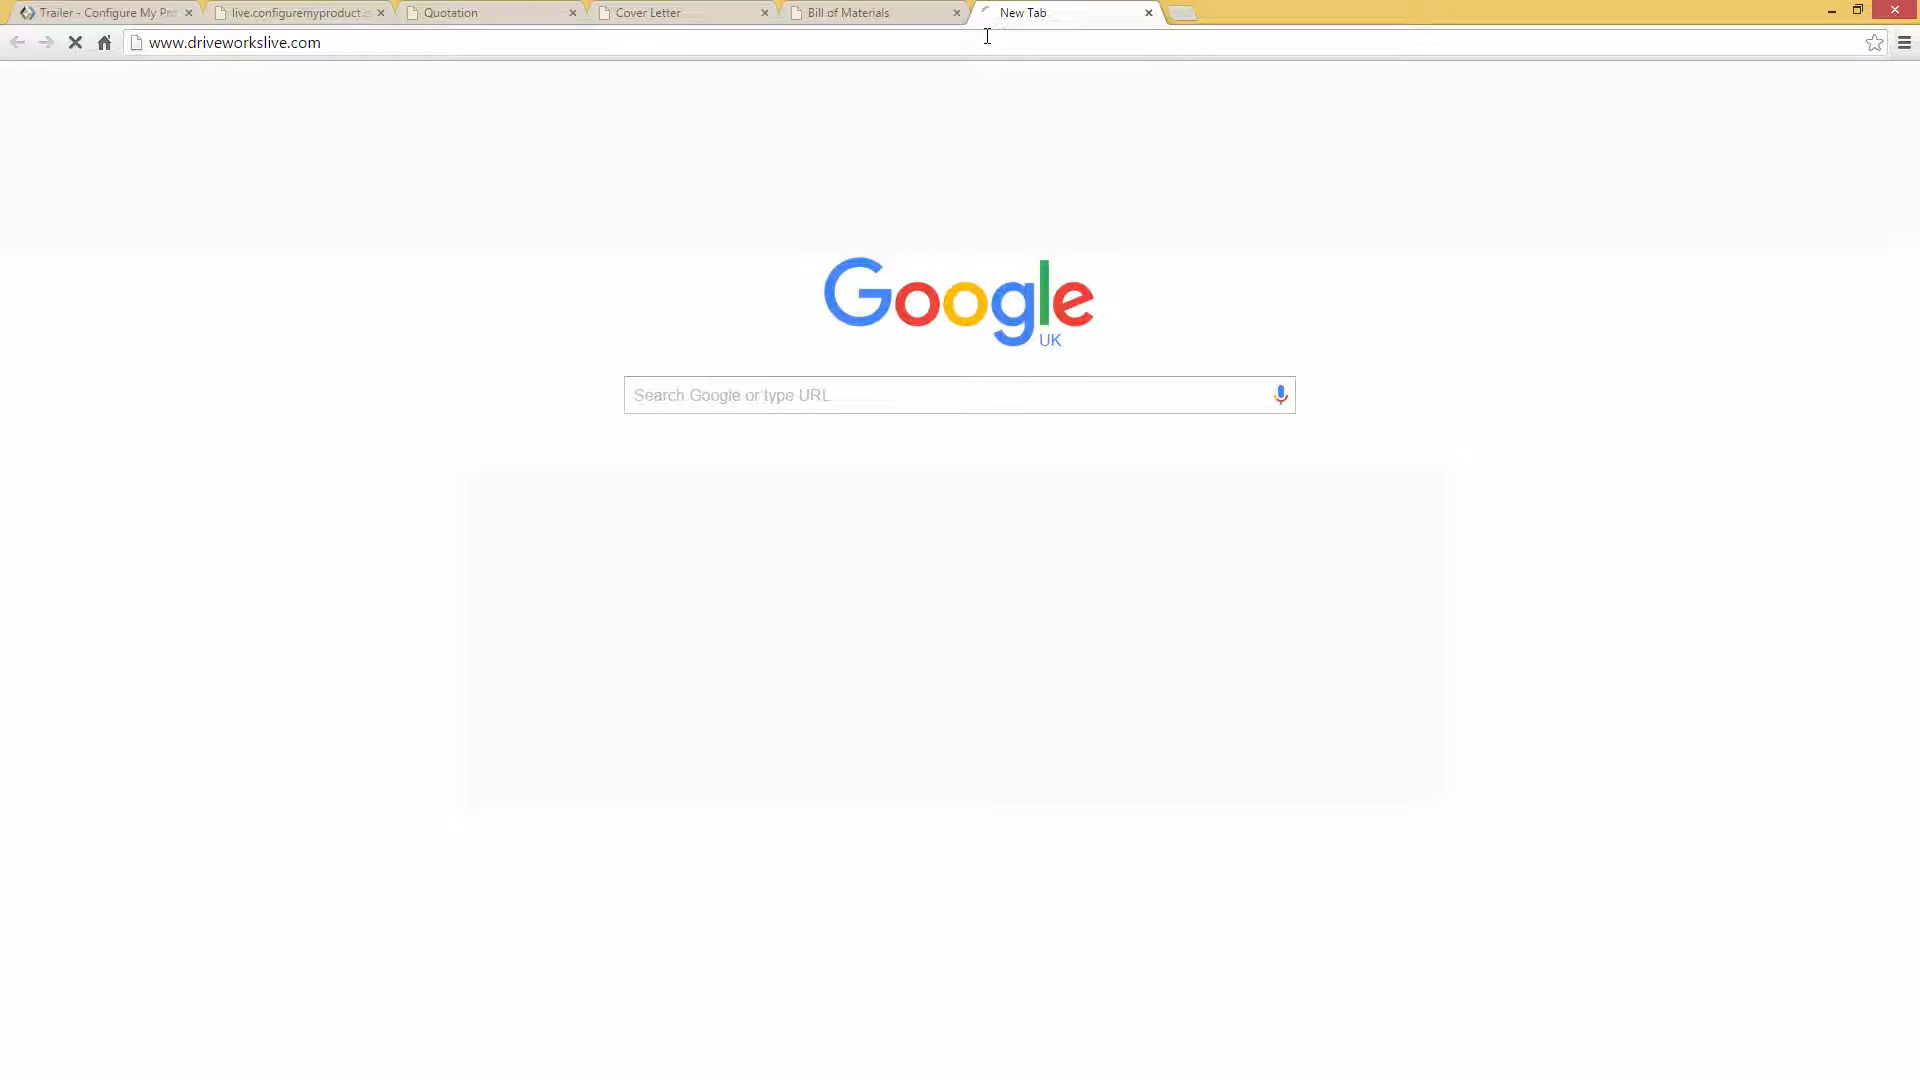 Trailer - Configure My Pr
live.configuremyproduct.c
Quotation
Cover Letter
Bill of Materials
New Tab
www.driveworkslive.com
Google
UK
Search Google or type URL